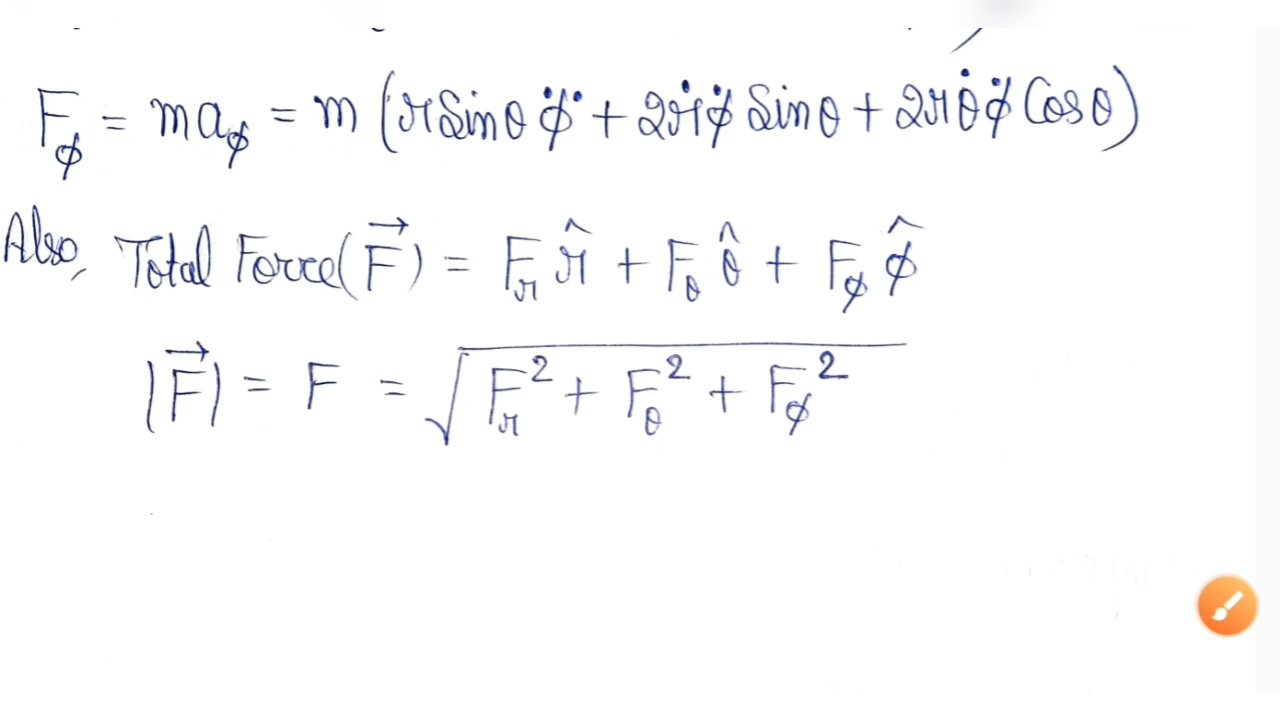 F_φ = ma_φ = m (r Sinθ φ̈ + 2ṙφ̇ Sinθ + 2rθ̇φ̇ Cosθ)
Also, Total Force(F⃗) = F_r r̂ + F_θ θ̂ + F_φ φ̂
|F⃗| = F = √(F_r² + F_θ² + F_φ²)